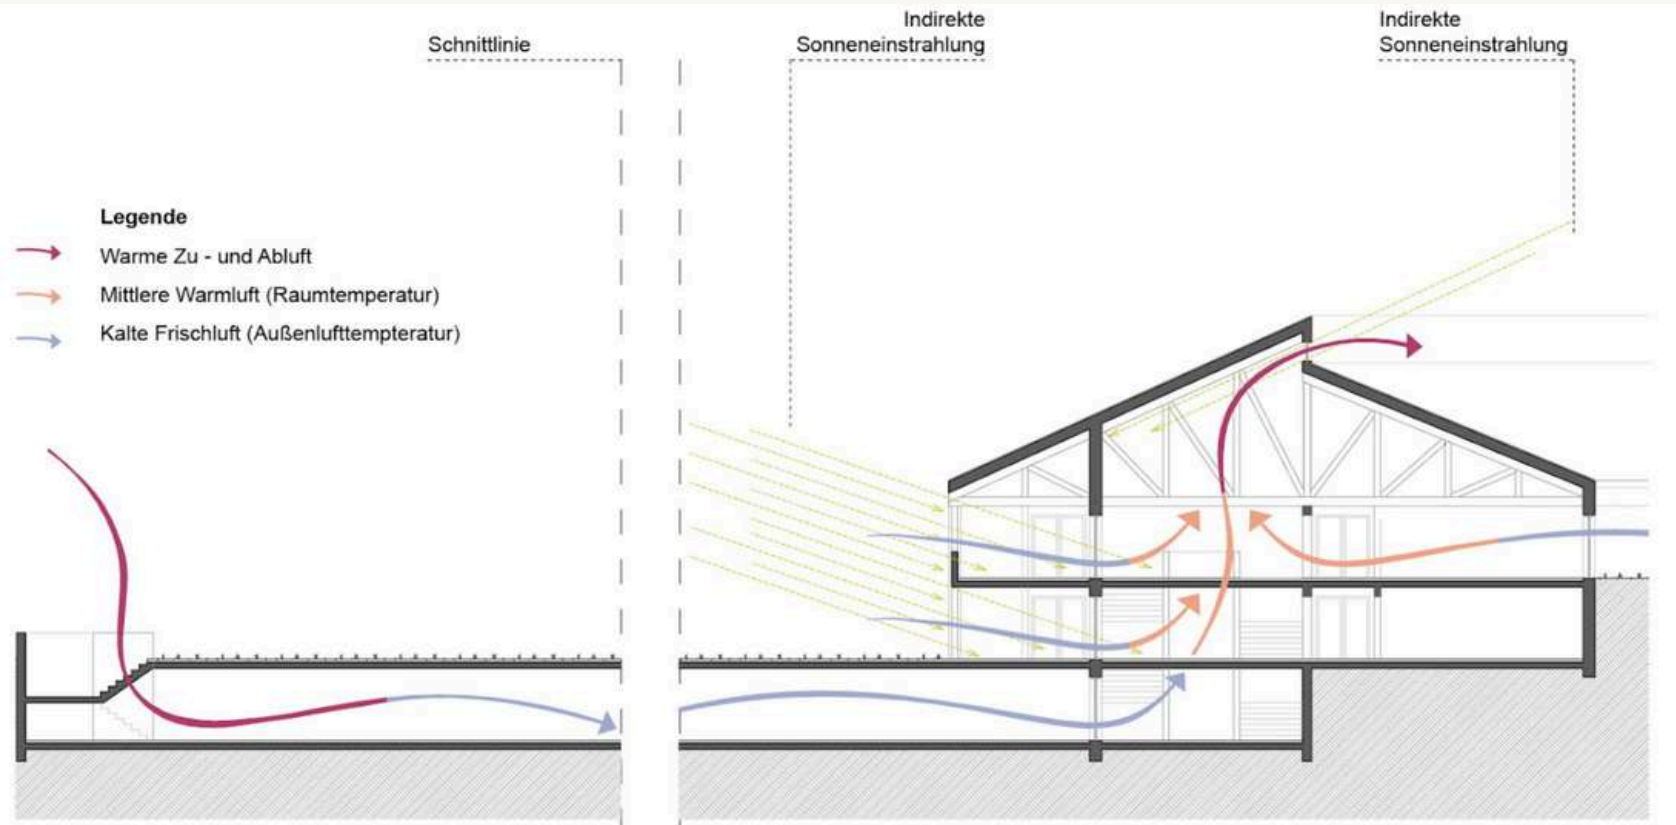 Schnittlinie
Indirekte
Sonneneinstrahlung
Indirekte
Sonneneinstrahlung
Legende
Warme Zu - und Abluft
Mittlere Warmluft (Raumtemperatur)
Kalte Frischluft (Außenlufttempteratur)